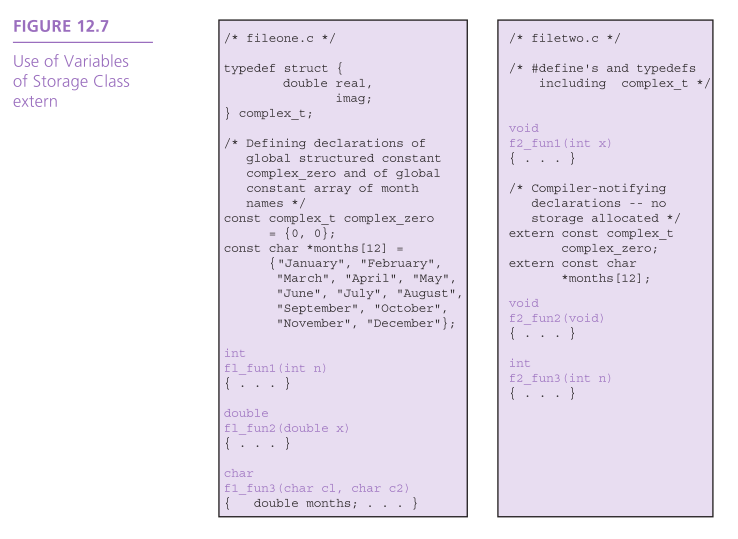 FIGURE 12.7
Use of Variables
of Storage Class
extern
/* fileone.c */
typedef struct {
        double real,
               imag;
} complex_t;
/* Defining declarations of
   global structured constant
   complex_zero and of global
   constant array of month
   names */
const complex_t complex_zero
      = {0, 0};
const char *months[12] =
      {"January", "February",
       "March", "April", "May",
       "June", "July", "August",
       "September", "October",
       "November", "December"};
int
f1_fun1(int n)
{ . . . }
double
f1_fun2(double x)
{ . . . }
char
f1_fun3(char c1, char c2)
{   double months; . . . }
/* filetwo.c */
/* #define's and typedefs
    including  complex_t */
void
f2_fun1(int x)
{ . . . }
/* Compiler-notifying
   declarations -- no
   storage allocated */
extern const complex_t
       complex_zero;
extern const char
       *months[12];
void
f2_fun2(void)
{ . . . }
int
f2_fun3(int n)
{ . . . }